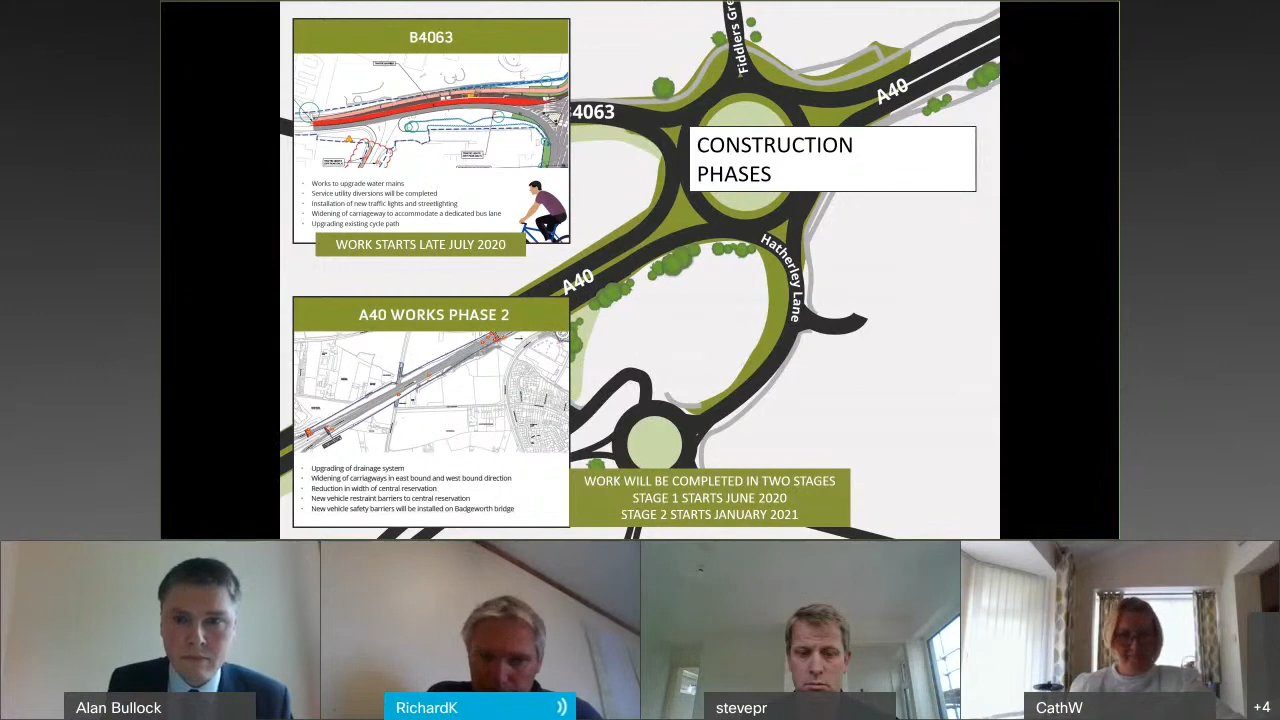 B4063
Works to upgrade water mains
Service utility diversions will be completed
Installation of new traffic lights and streetlighting
Widening of carriageway to accommodate a dedicated bus lane
Upgrading existing cycle path
WORK STARTS LATE JULY 2020
Fiddlers Gre
4063
A40
CONSTRUCTION
PHASES
Hatherley Lane
A40
A40 WORKS PHASE 2
Upgrading of drainage system
Widening of carriagways in east bound and west bound direction
Reduction in width of central reservation
New vehicle restraint barriers to central reservation
New vehicle safety barriers will be installed on Badgeworth bridge
WORK WILL BE COMPLETED IN TWO STAGES
STAGE 1 STARTS JUNE 2020
STAGE 2 STARTS JANUARY 2021
Alan Bullock
RichardK
stevepr
CathW
+4